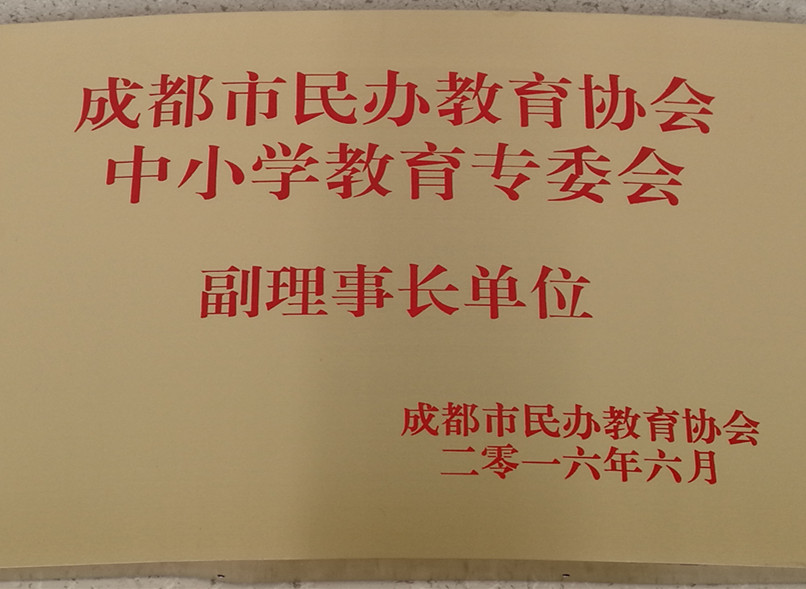 成都市民办教育协会
中小学教育专委会
副理事长单位
成都市民办教育协会
二零一六年六月